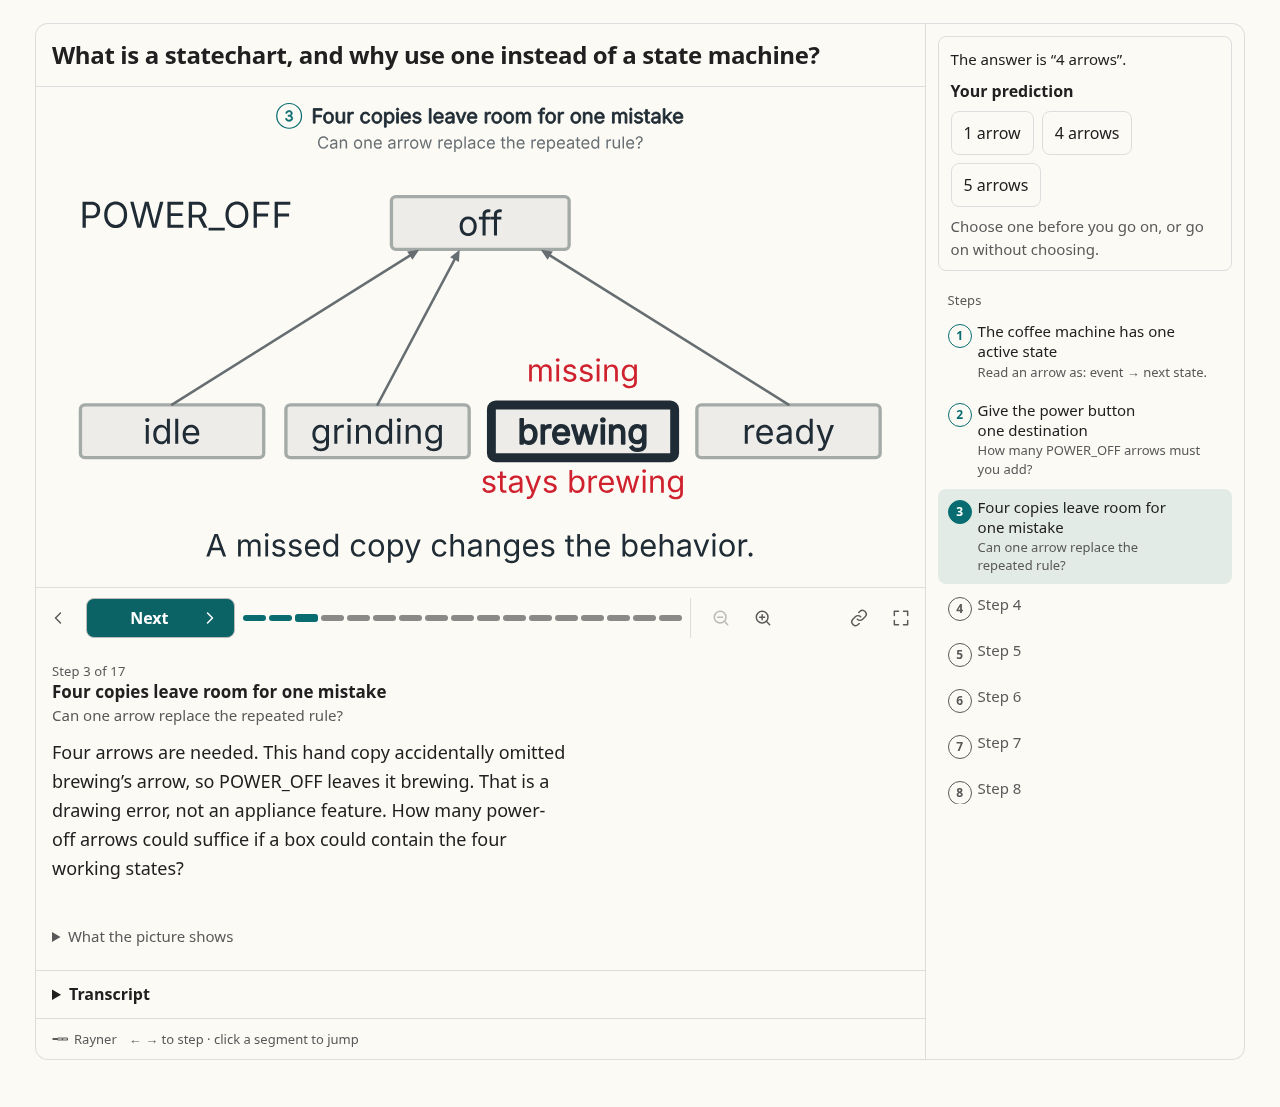 What is a statechart, and why use one instead of a state machine?
3 Four copies leave room for one mistake
Can one arrow replace the repeated rule?
POWER_OFF
off
missing
idle
grinding
brewing
ready
stays brewing
A missed copy changes the behavior.
Next
Step 3 of 17
Four copies leave room for one mistake
Can one arrow replace the repeated rule?
Four arrows are needed. This hand copy accidentally omitted
brewing’s arrow, so POWER_OFF leaves it brewing. That is a
drawing error, not an appliance feature. How many power-
off arrows could suffice if a box could contain the four
working states?
What the picture shows
Transcript
Rayner ← → to step · click a segment to jump
The answer is “4 arrows”.
Your prediction
1 arrow
4 arrows
5 arrows
Choose one before you go on, or go
on without choosing.
Steps
1 The coffee machine has one
active state
Read an arrow as: event → next state.
2 Give the power button
one destination
How many POWER_OFF arrows must
you add?
3 Four copies leave room for
one mistake
Can one arrow replace the
repeated rule?
4 Step 4
5 Step 5
6 Step 6
7 Step 7
8 Step 8